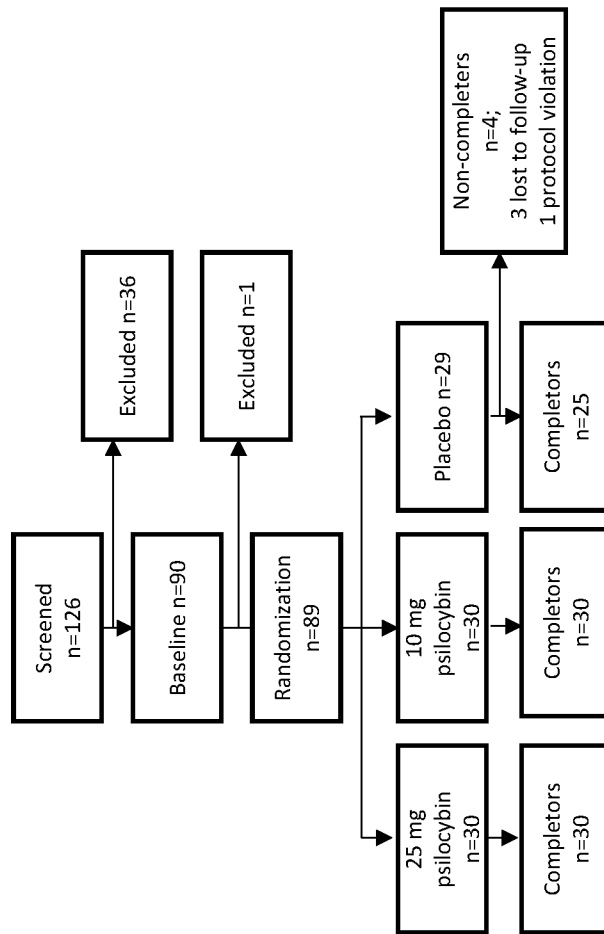 Screened
n=126
Excluded n=36
Baseline n=90
Excluded n=1
Randomization
n=89
25 mg
psilocybin
n=30
10 mg
psilocybin
n=30
Placebo n=29
Non-completers
n=4;
3 lost to follow-up
1 protocol violation
Completors
n=30
Completors
n=30
Completors
n=25